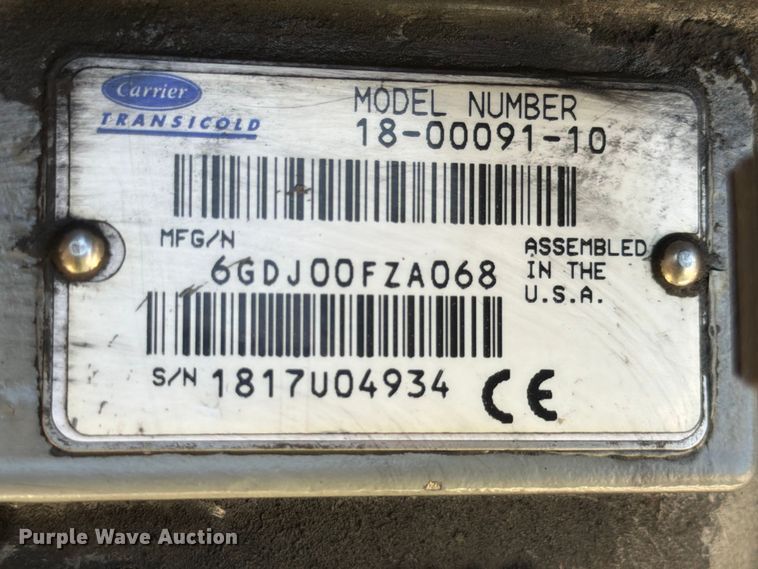 Carrier
TRANSICOLD
MODEL NUMBER
18-00091-10
MFG/N
6GDJ00FZA068
ASSEMBLED
IN THE
U.S.A.
S/N 1817U04934
CE
Purple Wave Auction